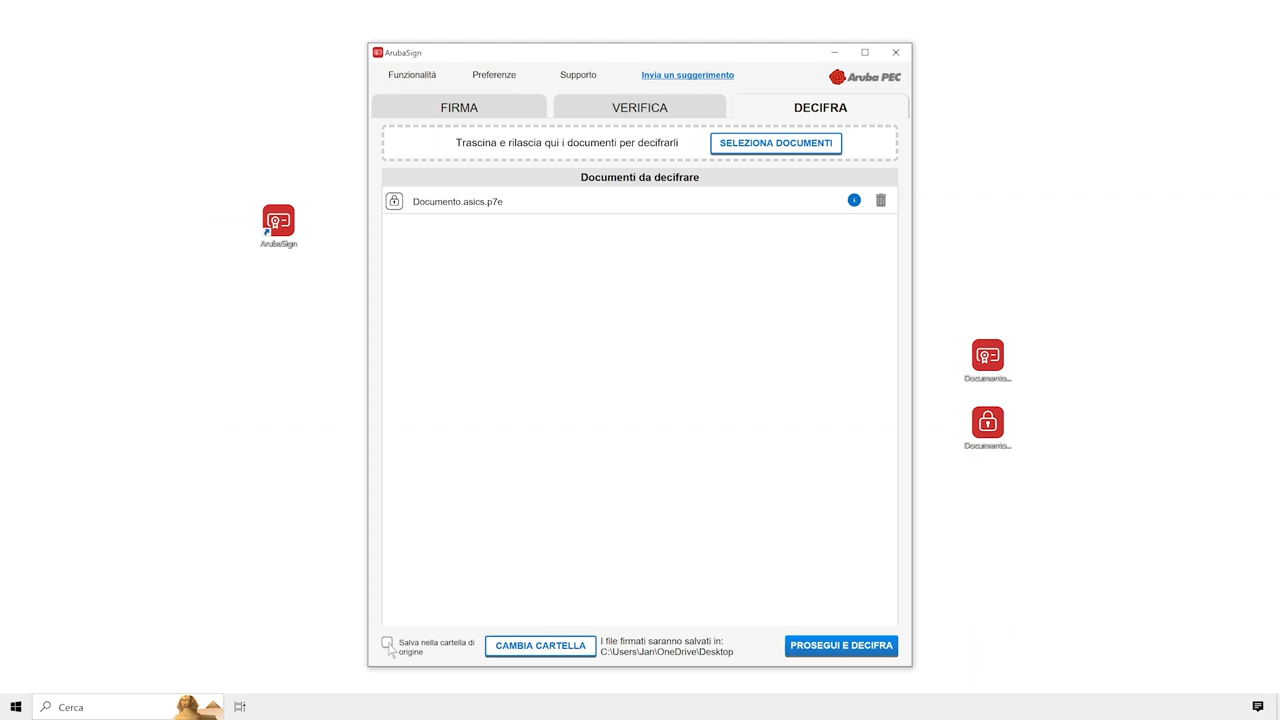 ArubaSign
Funzionalità Preferenze Supporto Invia un suggerimento Aruba PEC
FIRMA VERIFICA DECIFRA
Trascina e rilascia qui i documenti per decifrarli SELEZIONA DOCUMENTI
Documenti da decifrare
Documento.asics.p7e
ArubaSign
Documento...
Documento...
Salva nella cartella di
origine
CAMBIA CARTELLA
I file firmati saranno salvati in:
C:\Users\Jan\OneDrive\Desktop
PROSEGUI E DECIFRA
Cerca